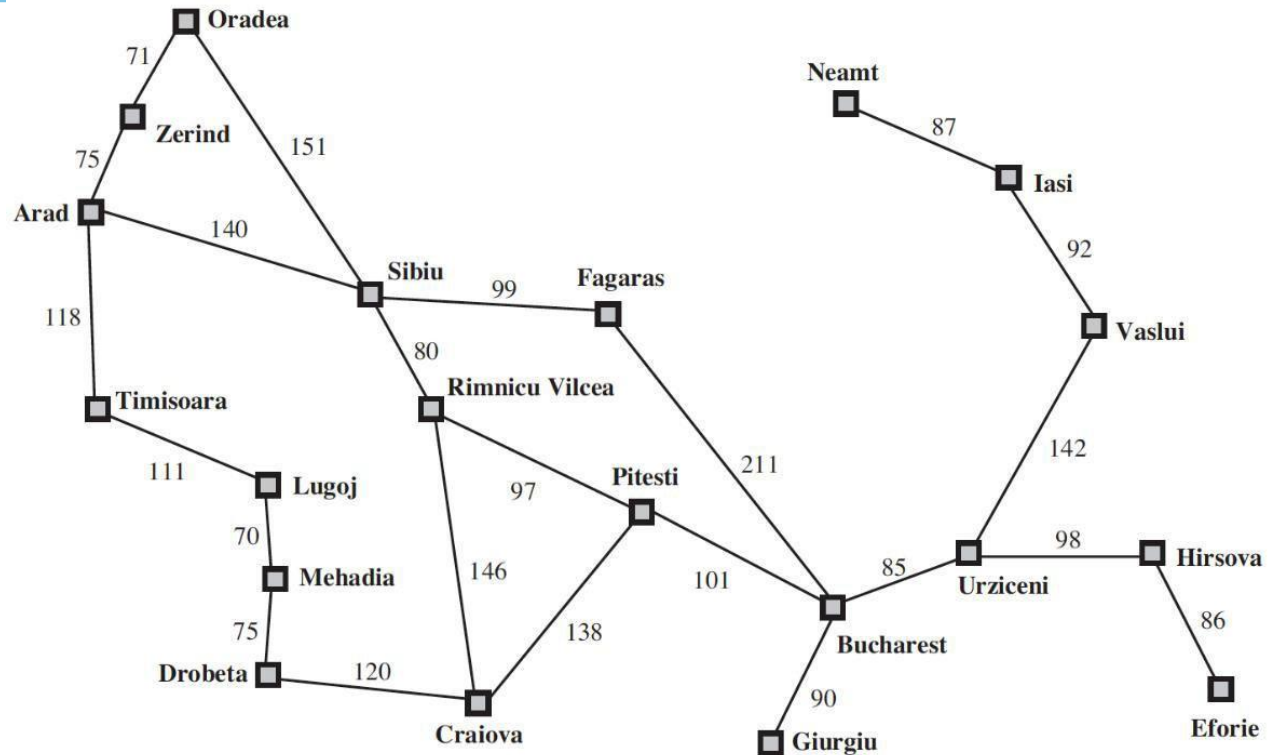 Oradea
71
Neamt
87
Zerind
151
75
Iasi
Arad
140
92
Sibiu
Fagaras
99
118
Vaslui
80
Timisoara
Rimnicu Vilcea
142
111
211
Lugoj
97
Pitesti
70
98
Hirsova
Mehadia
146
101
85
Urziceni
75
138
86
Bucharest
Drobeta
120
90
Eforie
Craiova
Giurgiu